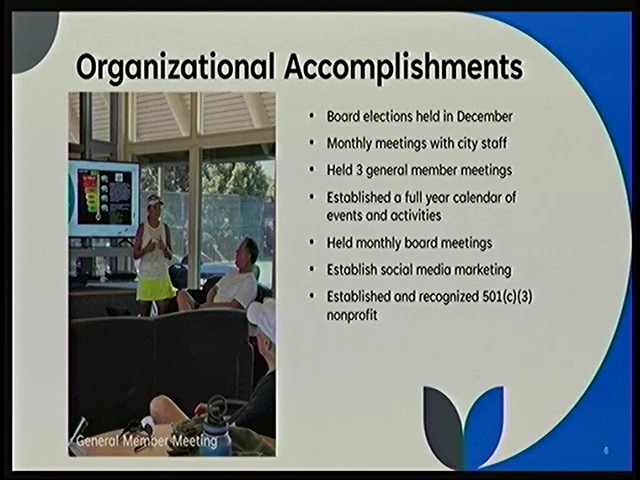 Organizational Accomplishments
• Board elections held in December
• Monthly meetings with city staff
• Held 3 general member meetings
• Established a full year calendar of
events and activities
• Held monthly board meetings
• Establish social media marketing
• Established and recognized 501(c)(3)
nonprofit
General Member Meeting
6